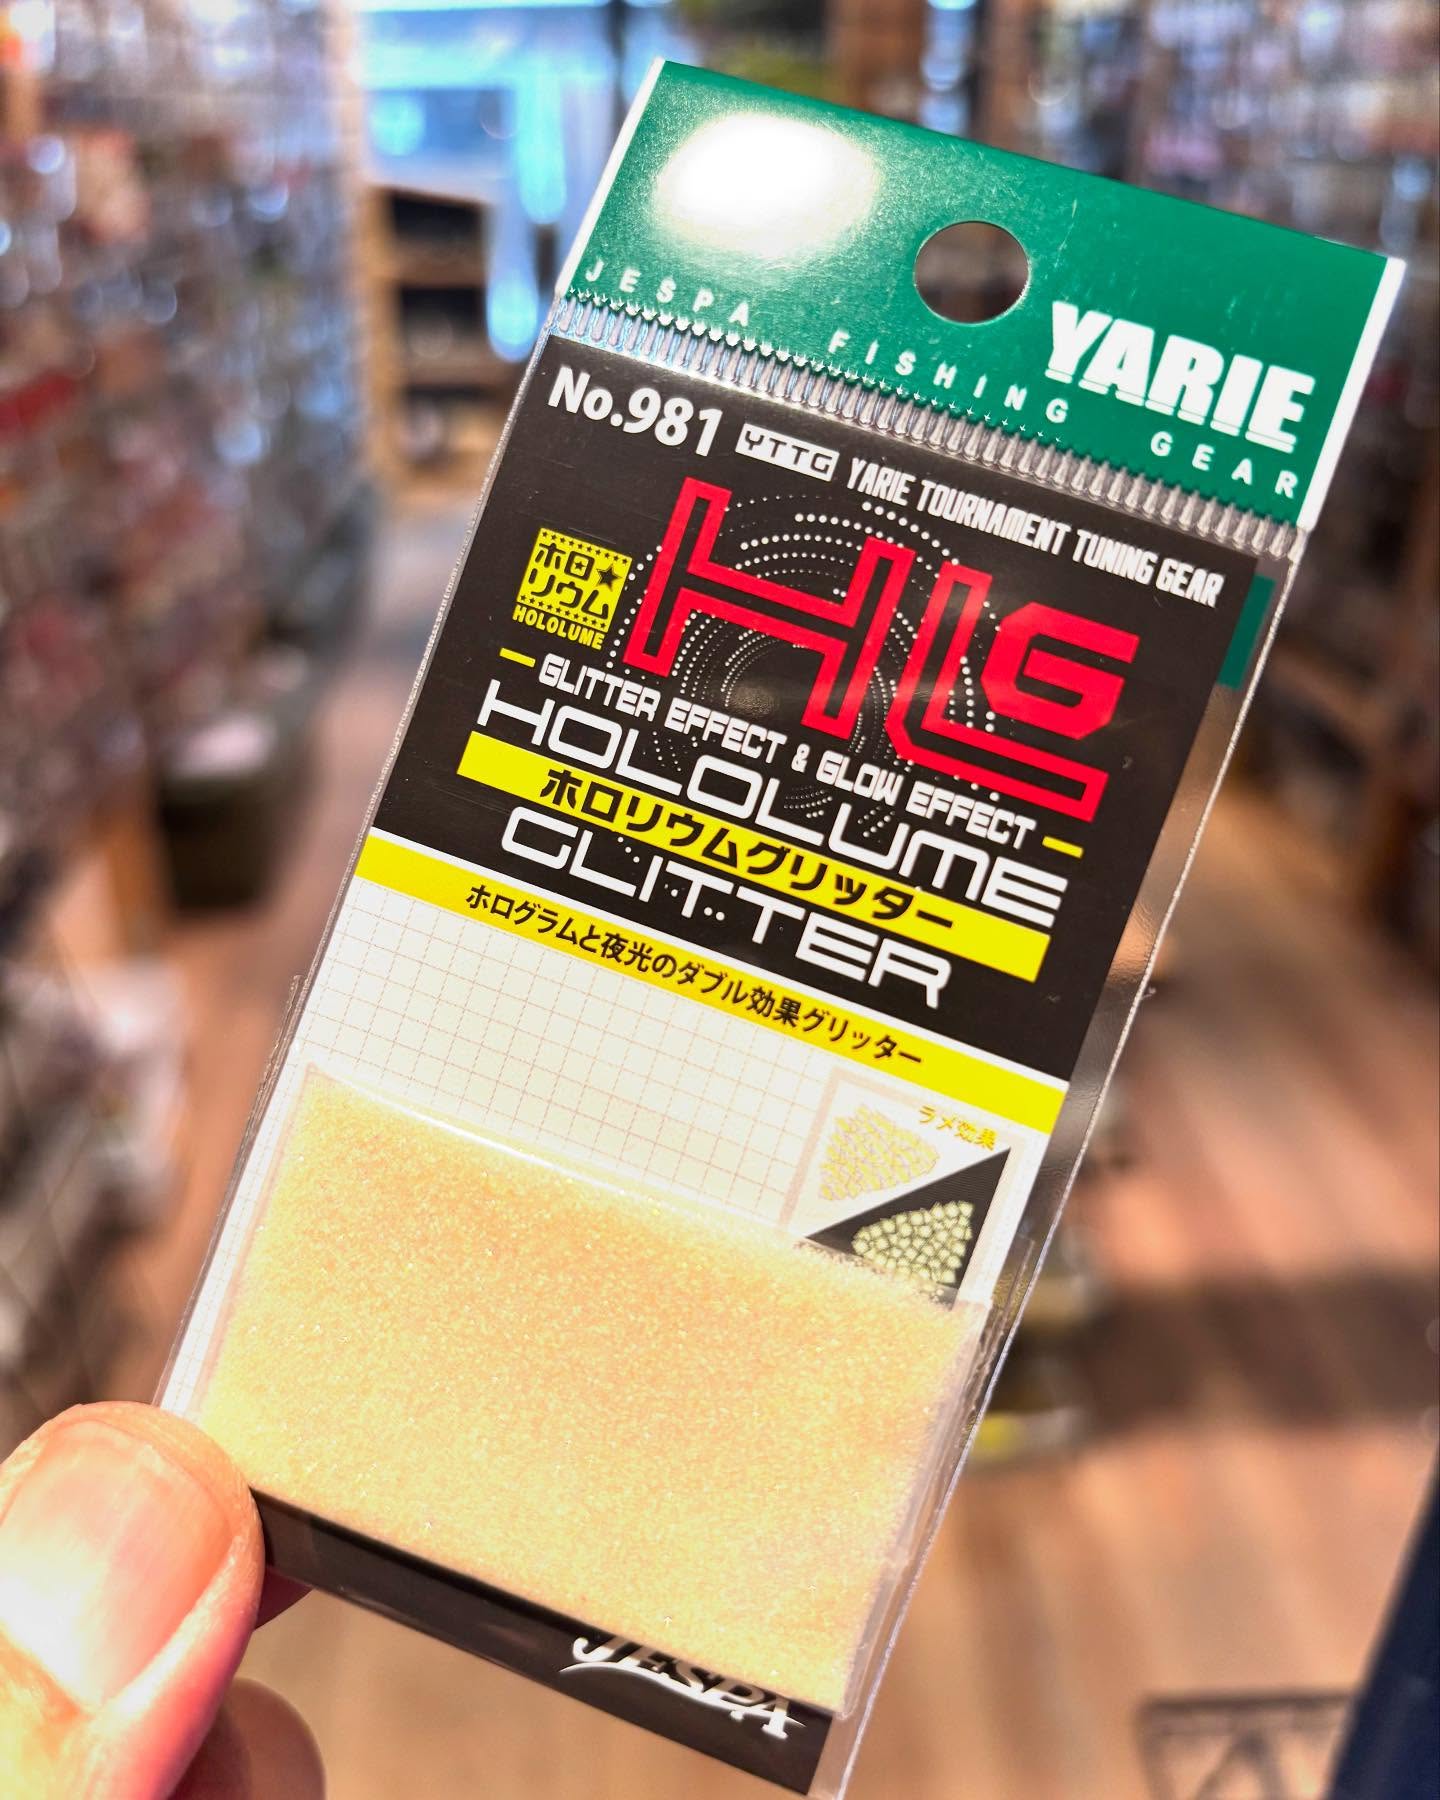 YARIE
JESPA FISHING GEAR
No.981 YTTG YARIE TOURNAMENT TUNING GEAR
ホロ★
リウム
HOLOLUME
HLG
GLITTER EFFECT & GLOW EFFECT
HOLOLUME
ホロリウムグリッター
GLITTER
ホログラムと夜光のダブル効果グリッター
ラメ効果
JESPA